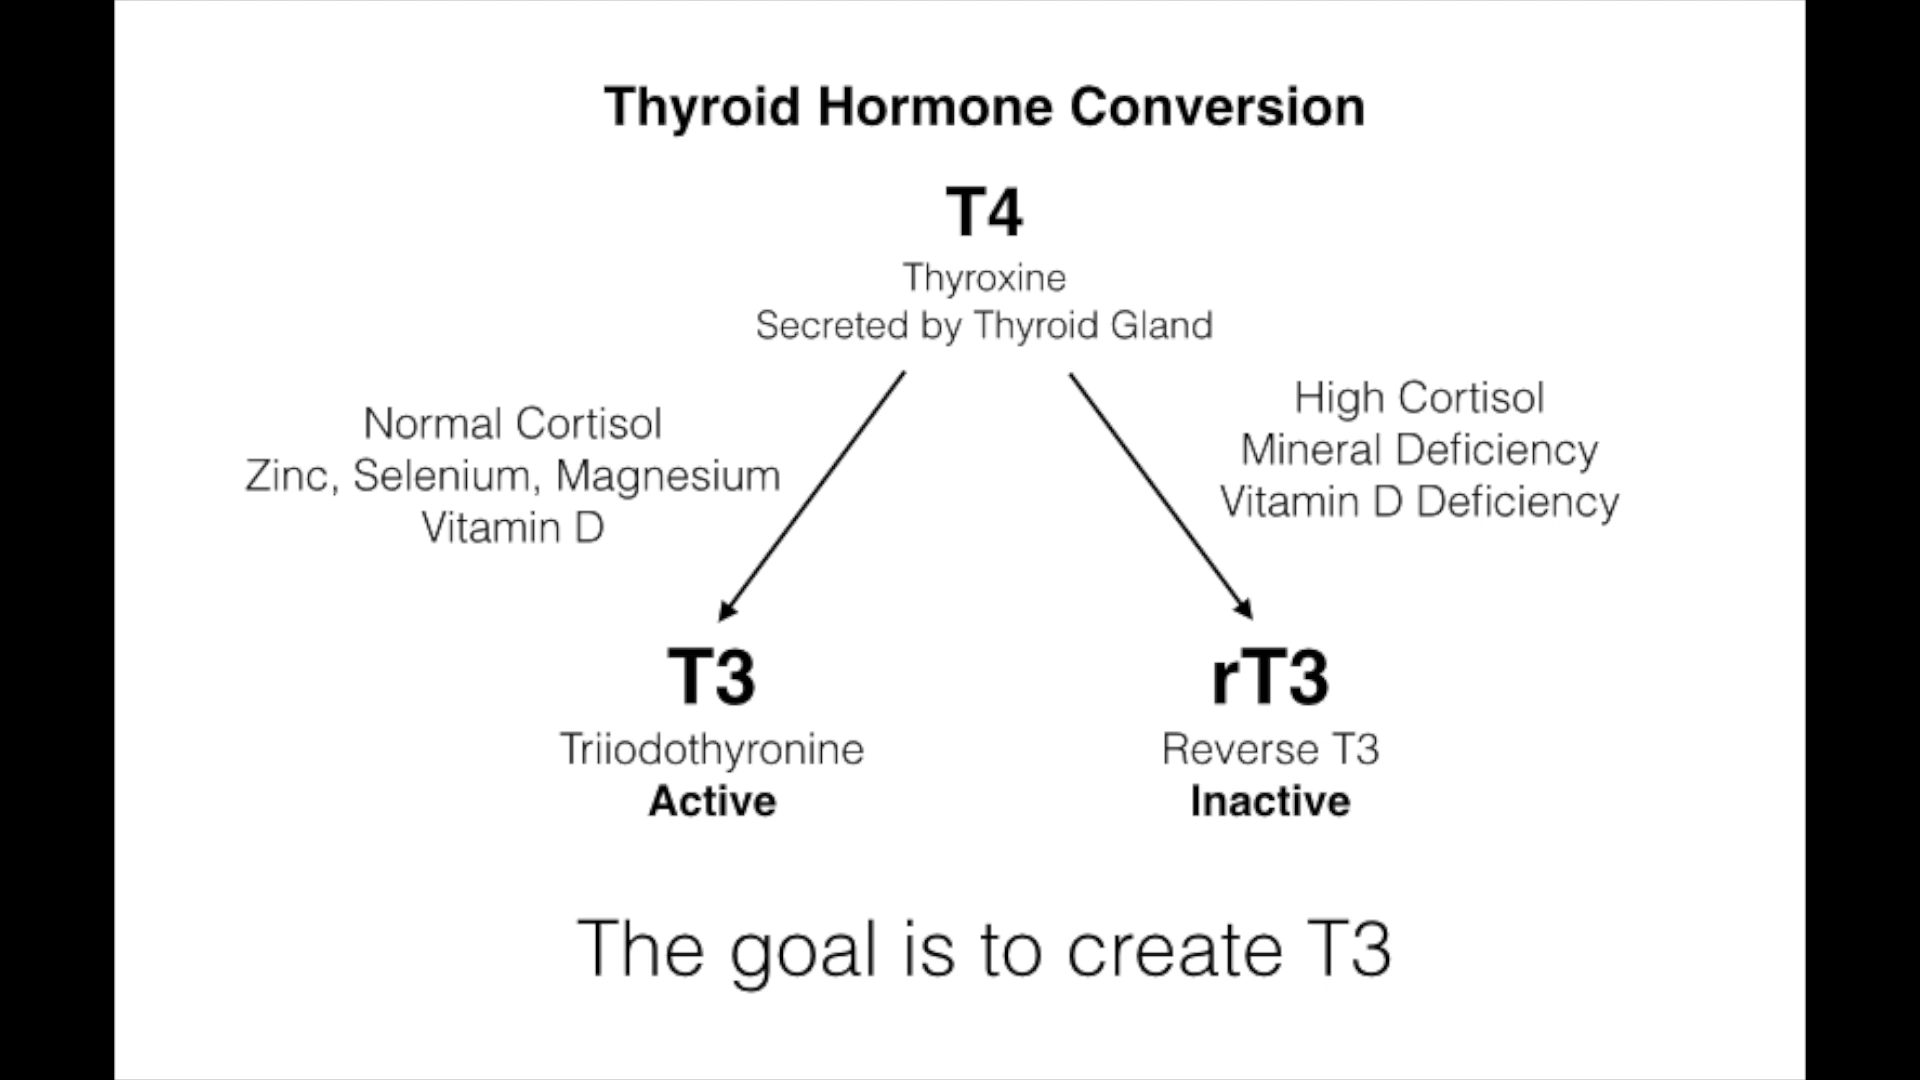 Thyroid Hormone Conversion
T4
Thyroxine
Secreted by Thyroid Gland
Normal Cortisol
Zinc, Selenium, Magnesium
Vitamin D
High Cortisol
Mineral Deficiency
Vitamin D Deficiency
T3
Triiodothyronine
Active
rT3
Reverse T3
Inactive
The goal is to create T3